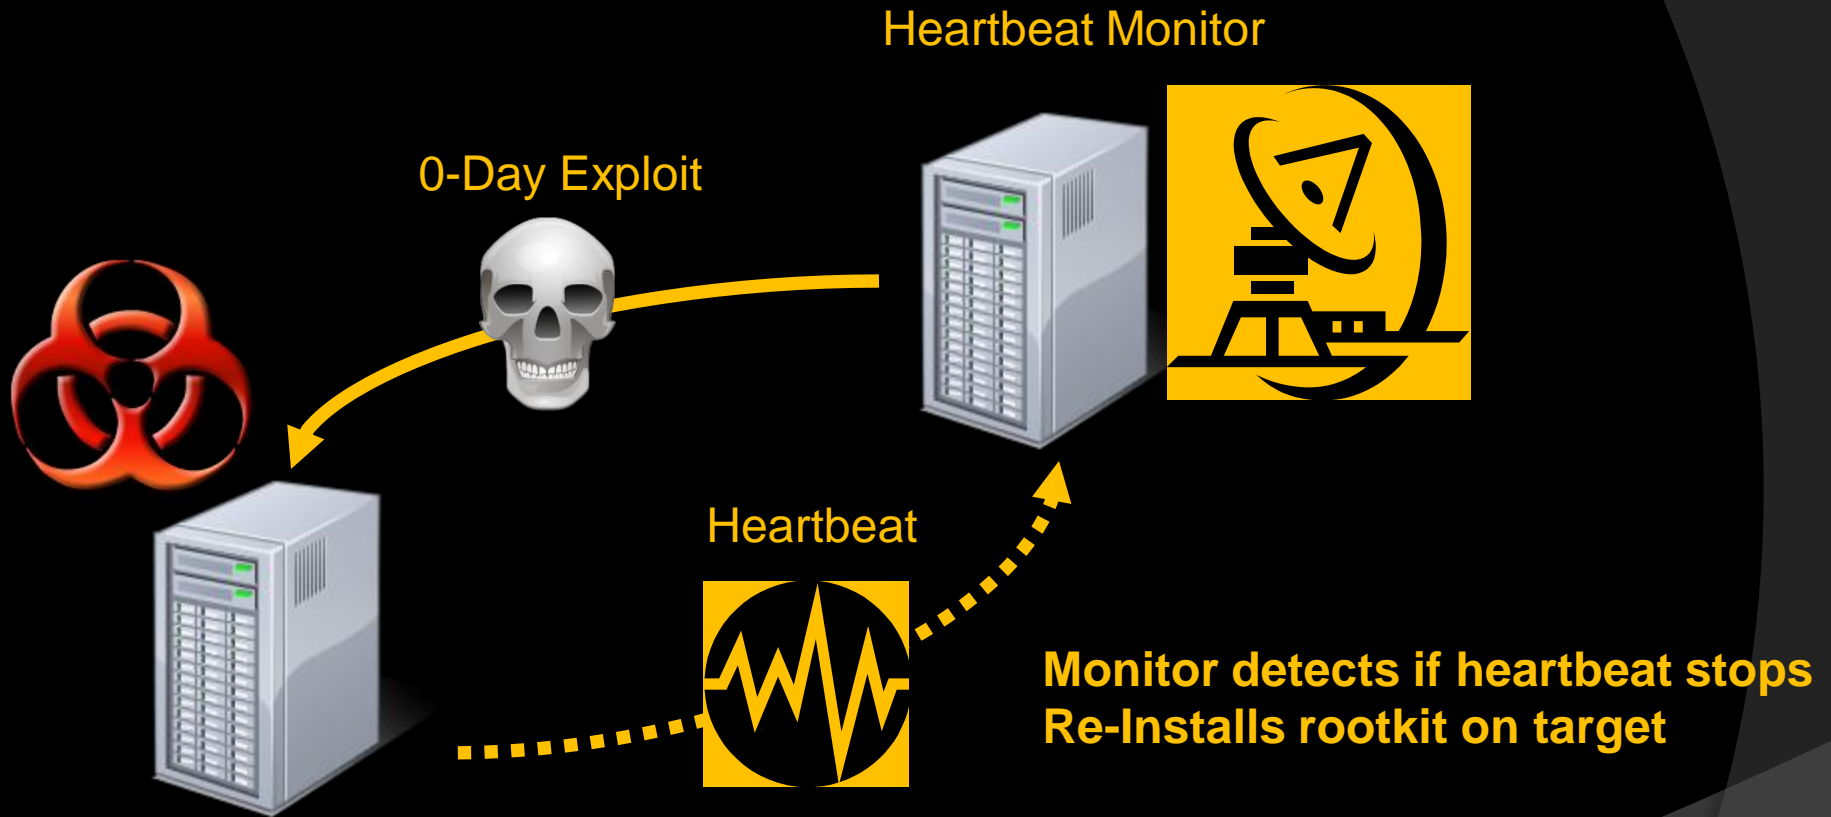 Heartbeat Monitor
0-Day Exploit
Heartbeat
Monitor detects if heartbeat stops
Re-Installs rootkit on target